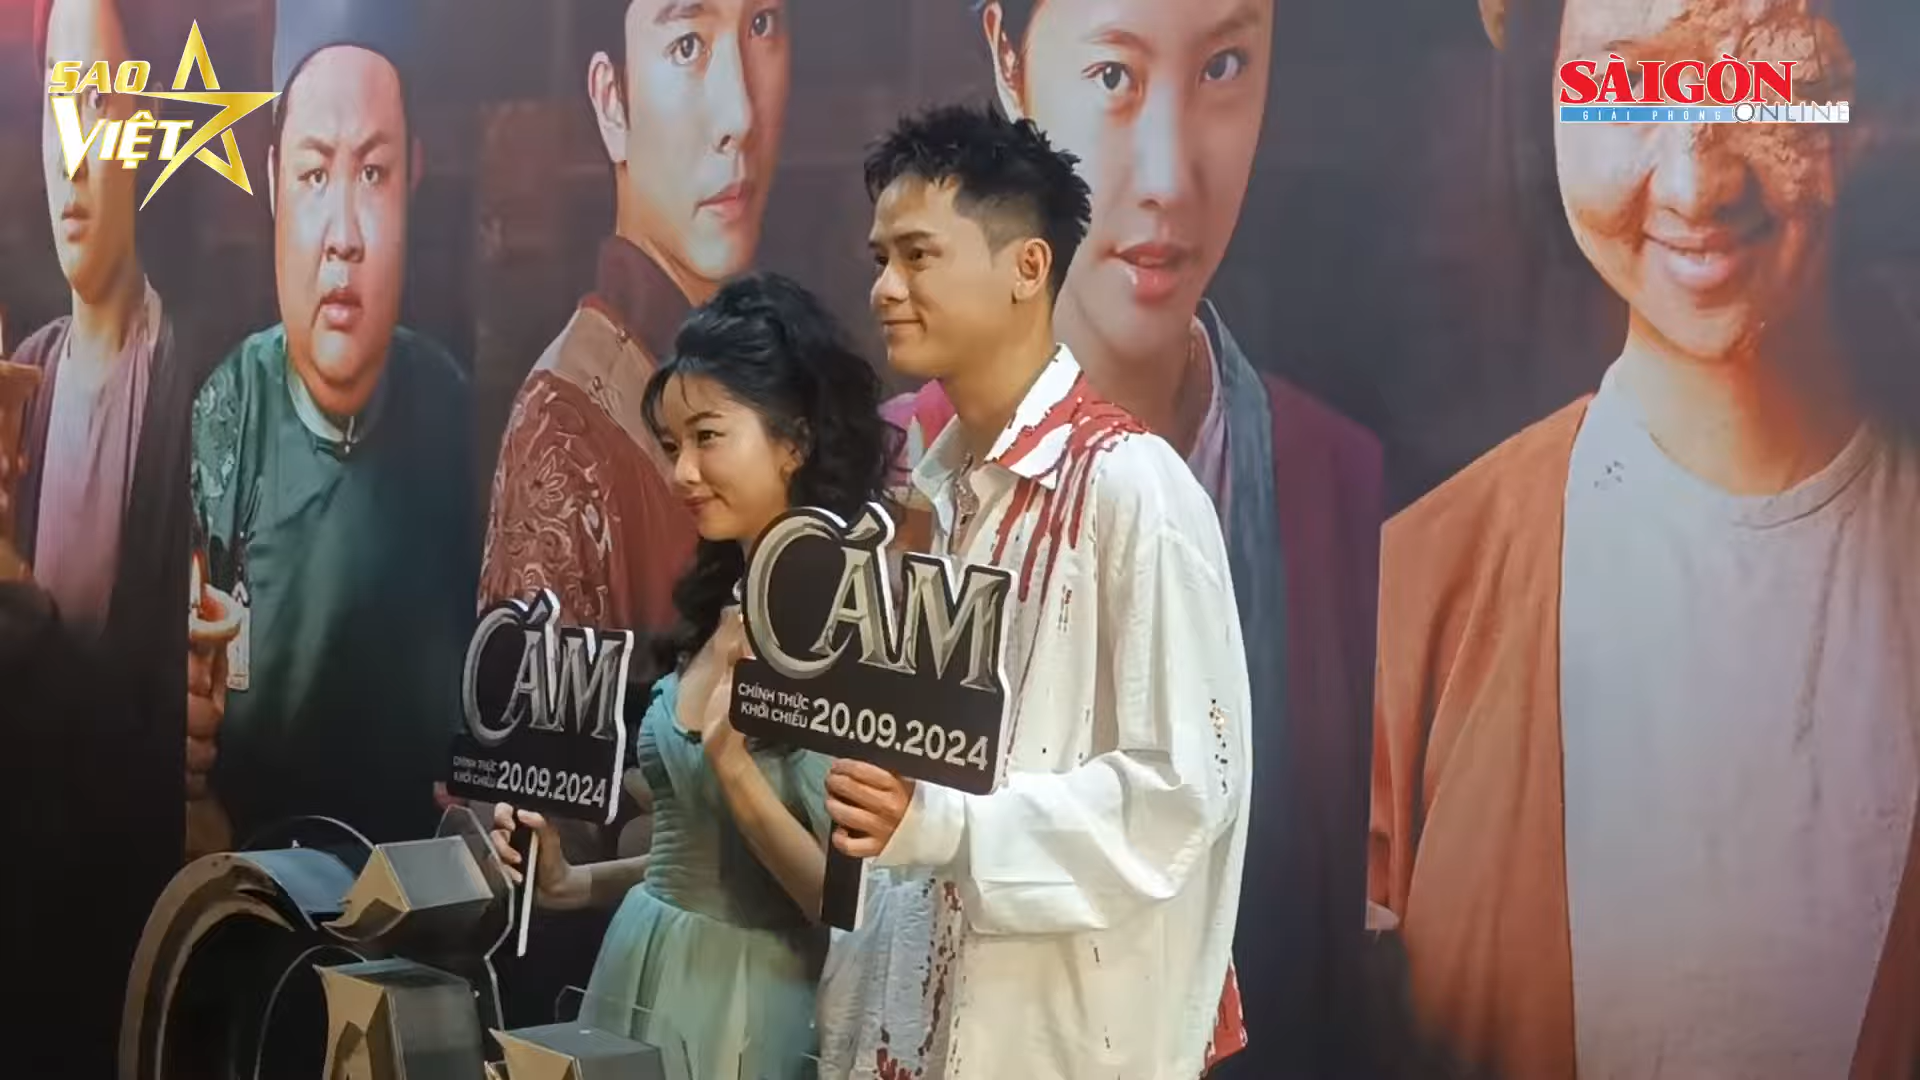 SAO
VIỆT
SÀIGÒN
GIẢI PHÓNG ONLINE
CÁM
CHÍNH THỨC
KHỞI CHIẾU 20.09.2024
CÁM
CHÍNH THỨC
KHỞI CHIẾU 20.09.2024